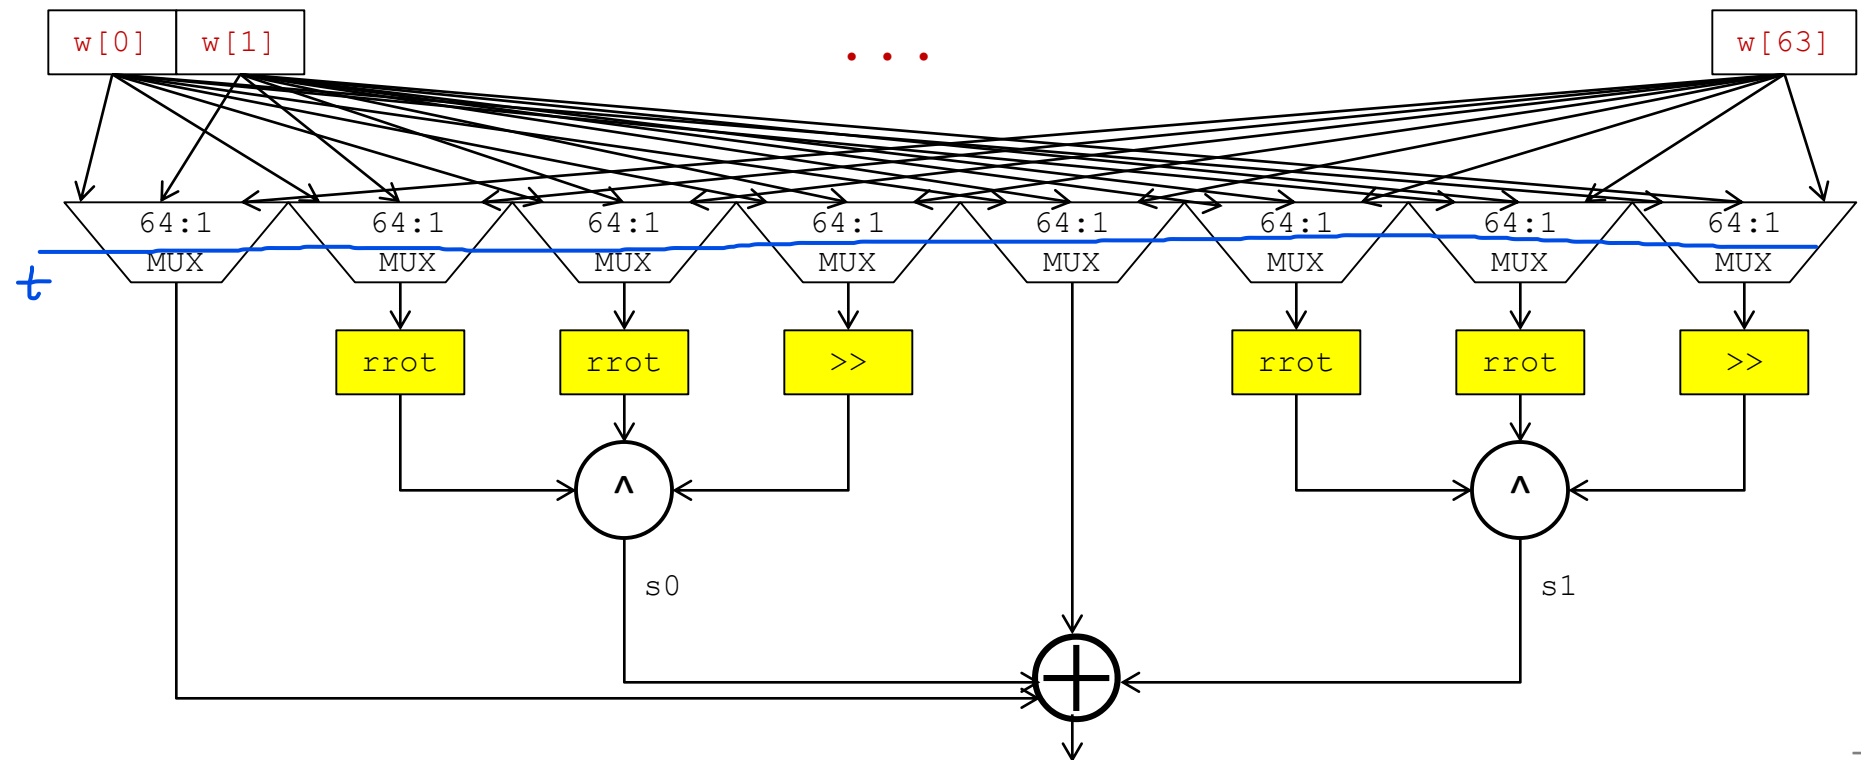 w[0] w[1] ... w[63]
64:1 64:1 64:1 64:1 64:1 64:1 64:1 64:1
MUX MUX MUX MUX MUX MUX MUX MUX
t
rrot rrot >> rrot rrot >>
^ ^
s0 s1
+